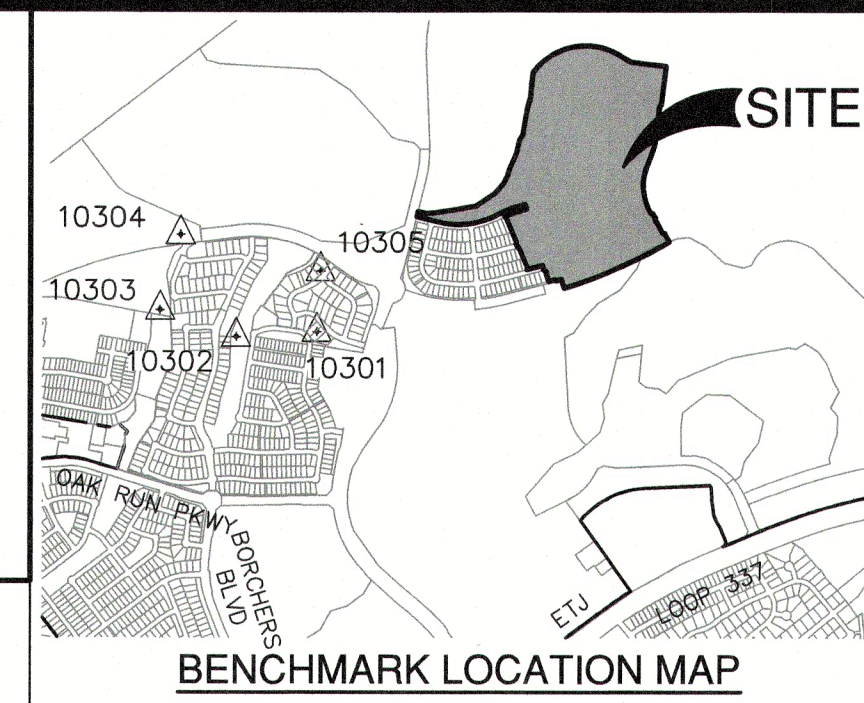 SITE
10304
10305
10303
10302
10301
OAK RUN PKWY
BORCHERS
BLVD
LOOP 337
ETJ
BENCHMARK LOCATION MAP